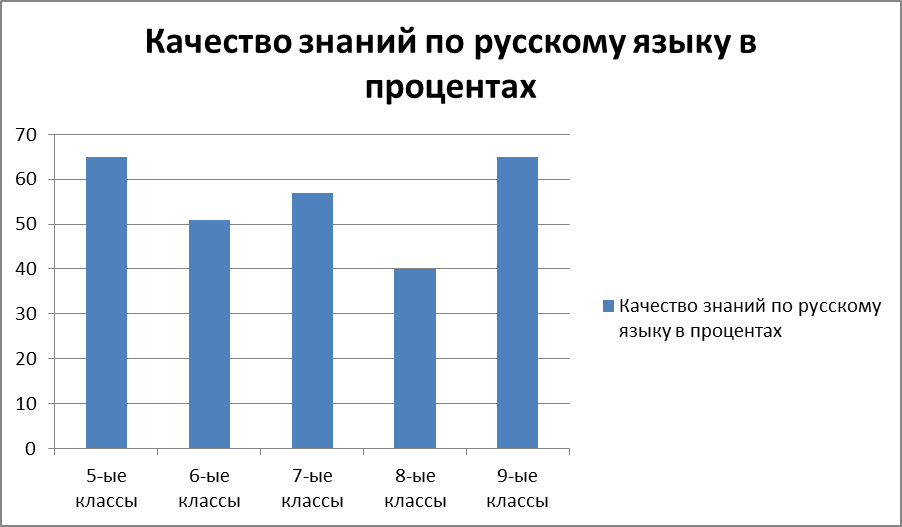 Качество знаний по русскому языку в
процентах
70
60
50
40
30
20
10
0
5-ые
классы
6-ые
классы
7-ые
классы
8-ые
классы
9-ые
классы
Качество знаний по русскому
языку в процентах